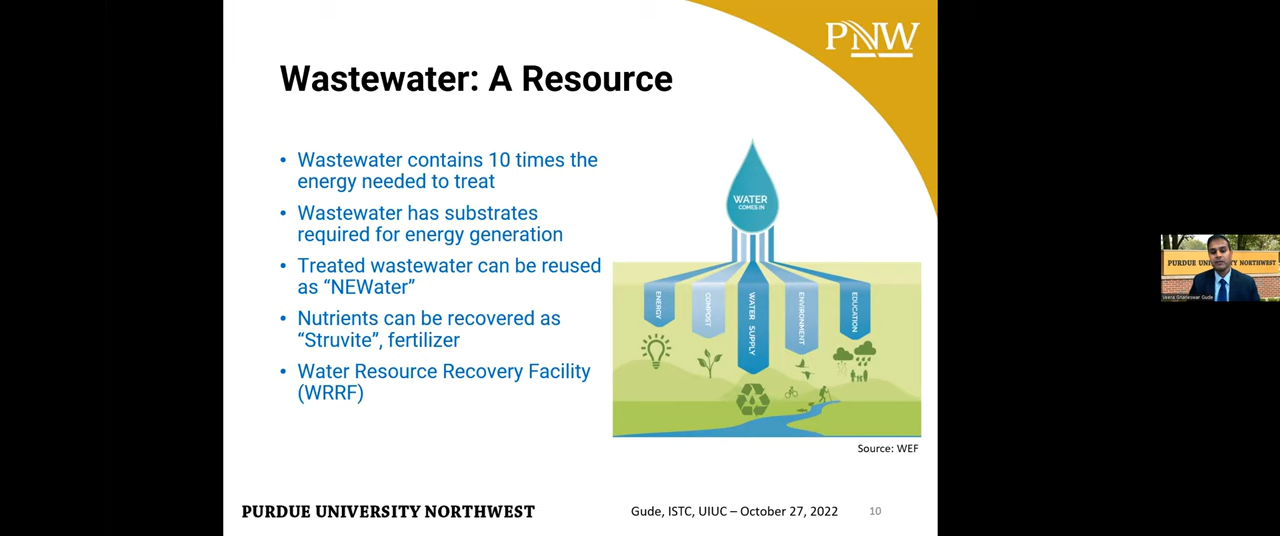 PNW
Wastewater: A Resource
• Wastewater contains 10 times the
energy needed to treat
• Wastewater has substrates
required for energy generation
• Treated wastewater can be reused
as “NEWater”
• Nutrients can be recovered as
“Struvite”, fertilizer
• Water Resource Recovery Facility
(WRRF)
WATER
COMES IN
ENERGY
COMPOST
WATER SUPPLY
ENVIRONMENT
EDUCATION
Source: WEF
PURDUE UNIVERSITY NORTHWEST
Gude, ISTC, UIUC – October 27, 2022
10
PURDUE UNIVERSITY NORTHWEST
Gude